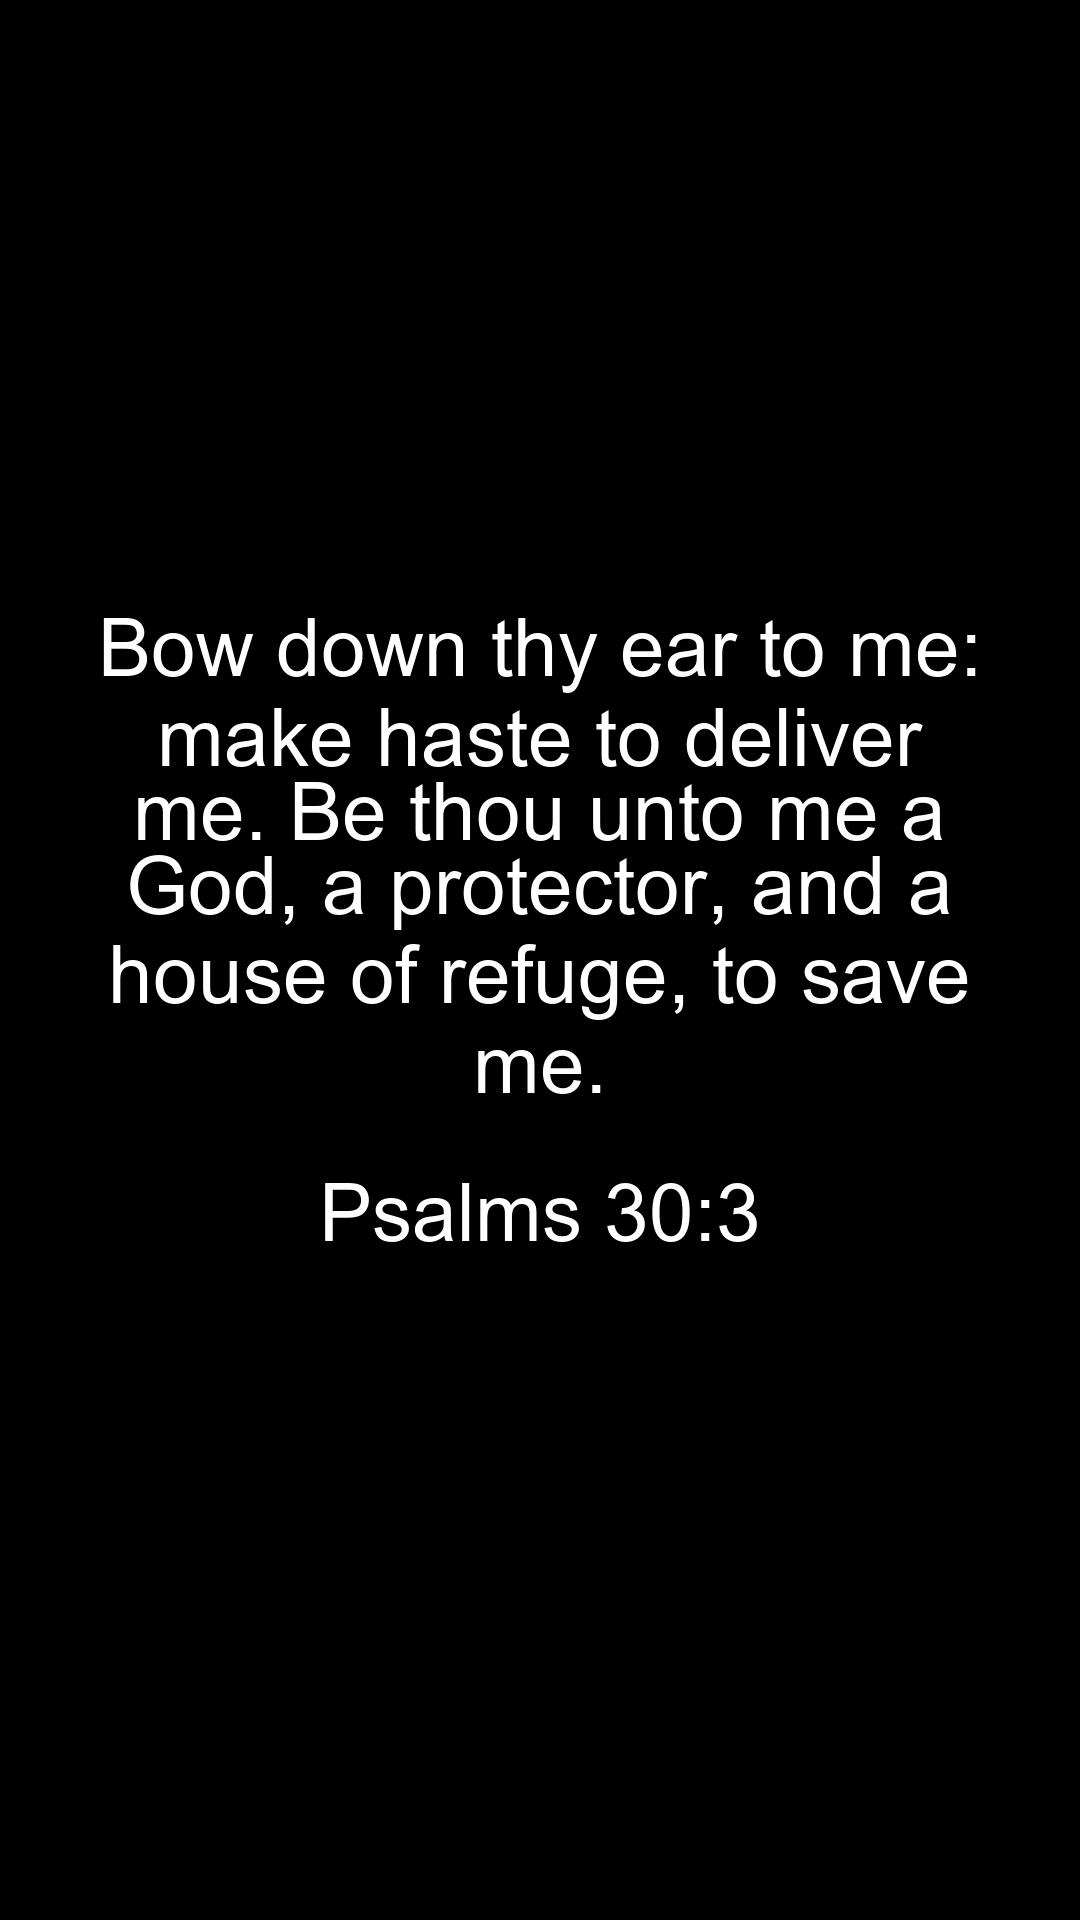 Bow down thy ear to me:
make haste to deliver
me. Be thou unto me a
God, a protector, and a
house of refuge, to save
me.
Psalms 30:3